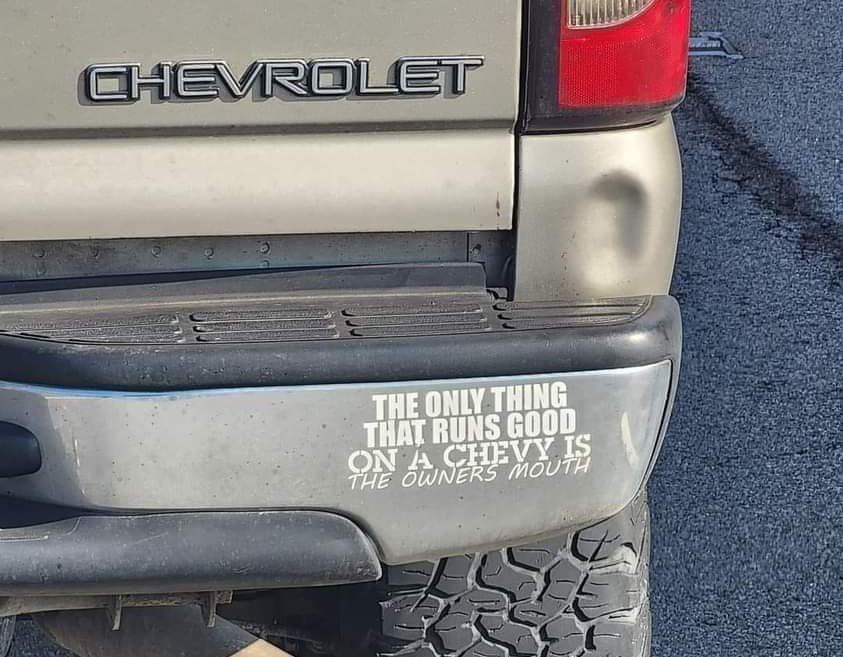 CHEVROLET
THE ONLY THING
THAT RUNS GOOD
ON A CHEVY IS
THE OWNERS MOUTH